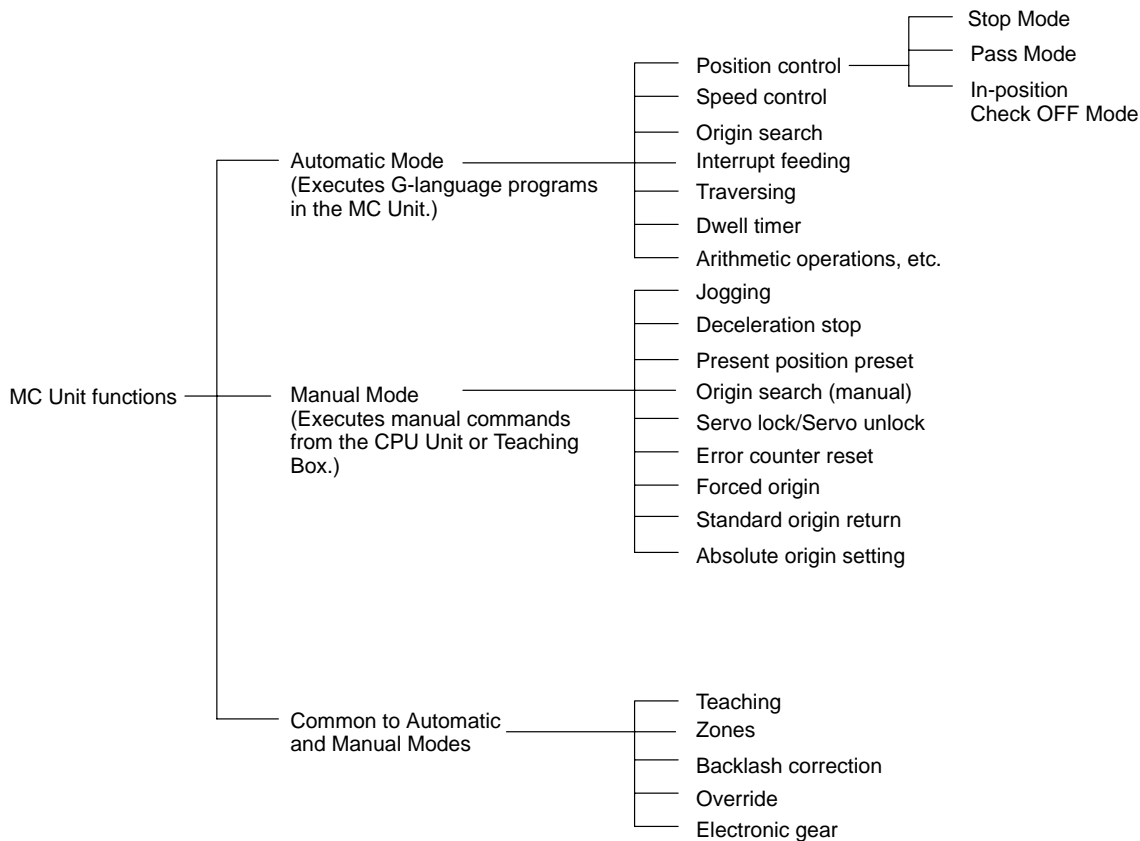 Stop Mode
Position control
Pass Mode
In-position
Check OFF Mode
Speed control
Origin search
Automatic Mode
(Executes G-language programs
in the MC Unit.)
Interrupt feeding
Traversing
Dwell timer
Arithmetic operations, etc.
Jogging
Deceleration stop
Present position preset
MC Unit functions
Manual Mode
(Executes manual commands
from the CPU Unit or Teaching
Box.)
Origin search (manual)
Servo lock/Servo unlock
Error counter reset
Forced origin
Standard origin return
Absolute origin setting
Common to Automatic
and Manual Modes
Teaching
Zones
Backlash correction
Override
Electronic gear